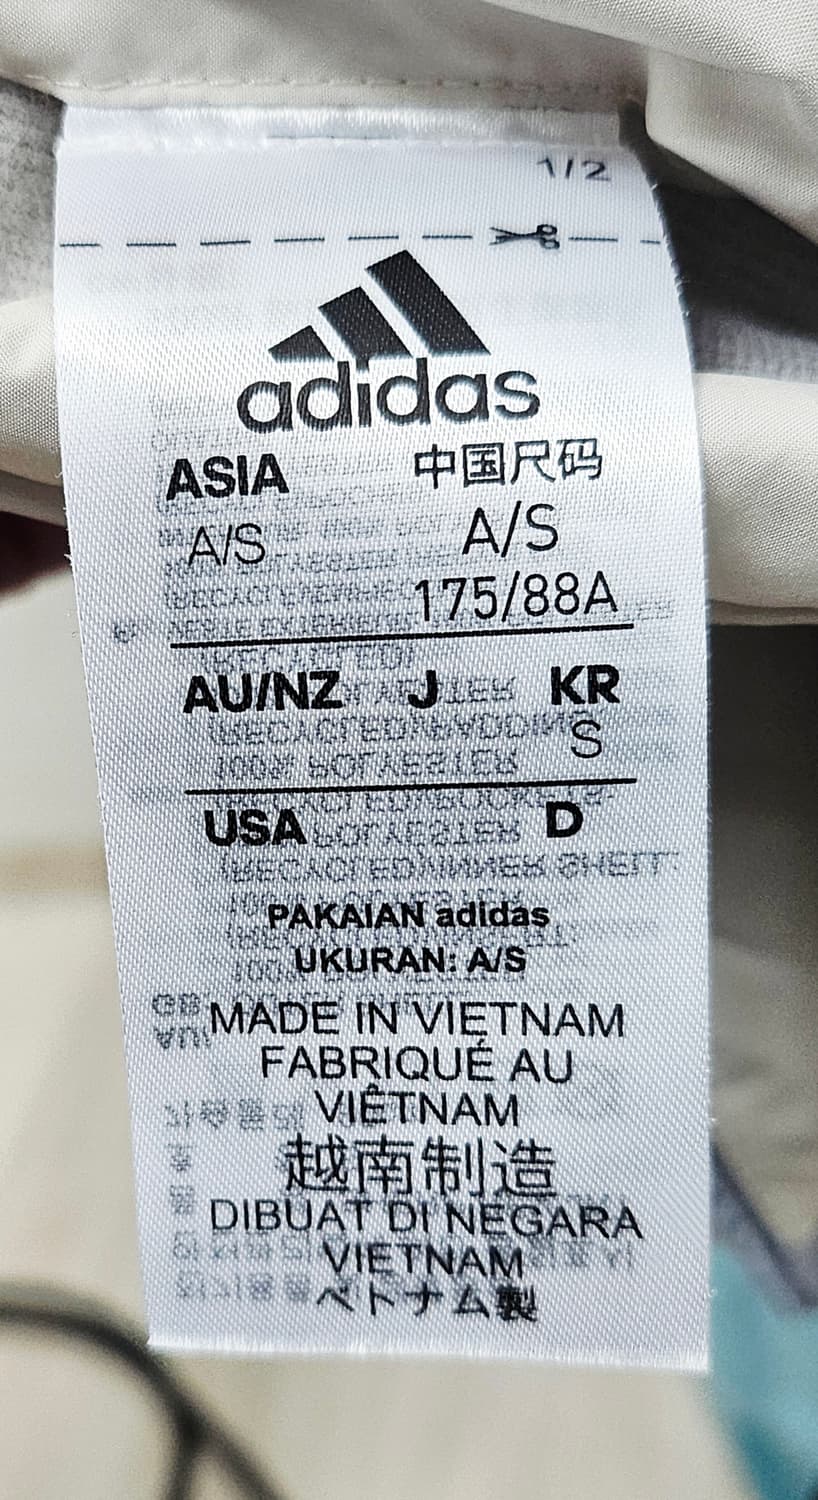 1/2
adidas
ASIA 中国尺码
A/S A/S
175/88A
AU/NZ J KR
S
USA D
PAKAIAN adidas
UKURAN: A/S
MADE IN VIETNAM
FABRIQUÉ AU
VIÊTNAM
越南制造
DIBUAT DI NEGARA
VIETNAM
ベトナム製